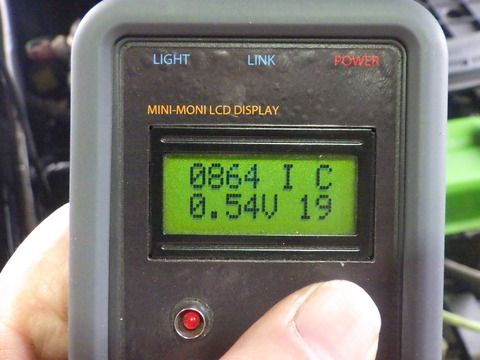 LIGHT LINK POWER
MINI-MONI LCD DISPLAY
0864 I C
0.54V 19